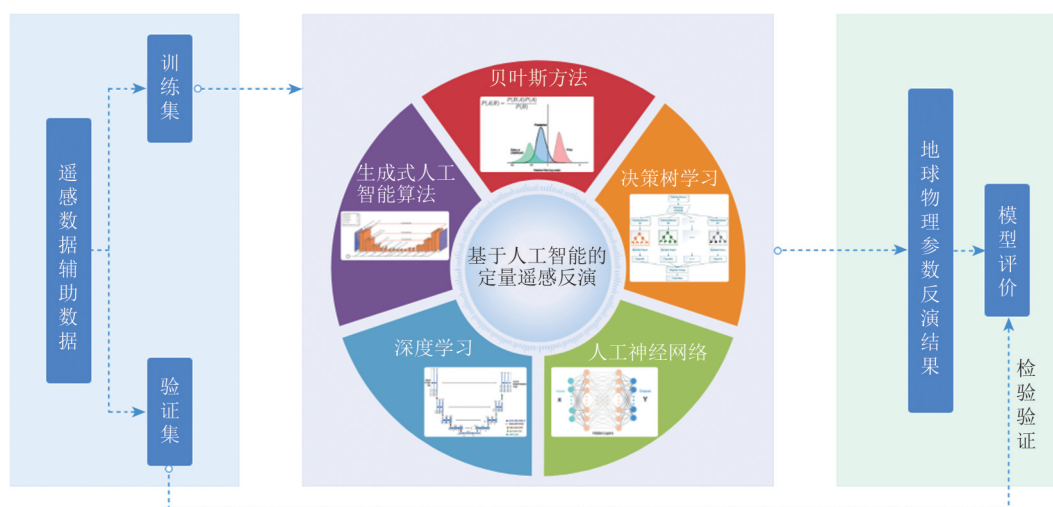 遥感数据辅助数据
训练集
验证集
贝叶斯方法
决策树学习
人工神经网络
深度学习
生成式人工
智能算法
基于人工智能的
定量遥感反演
地球物理参数反演结果
模型评价
检验验证